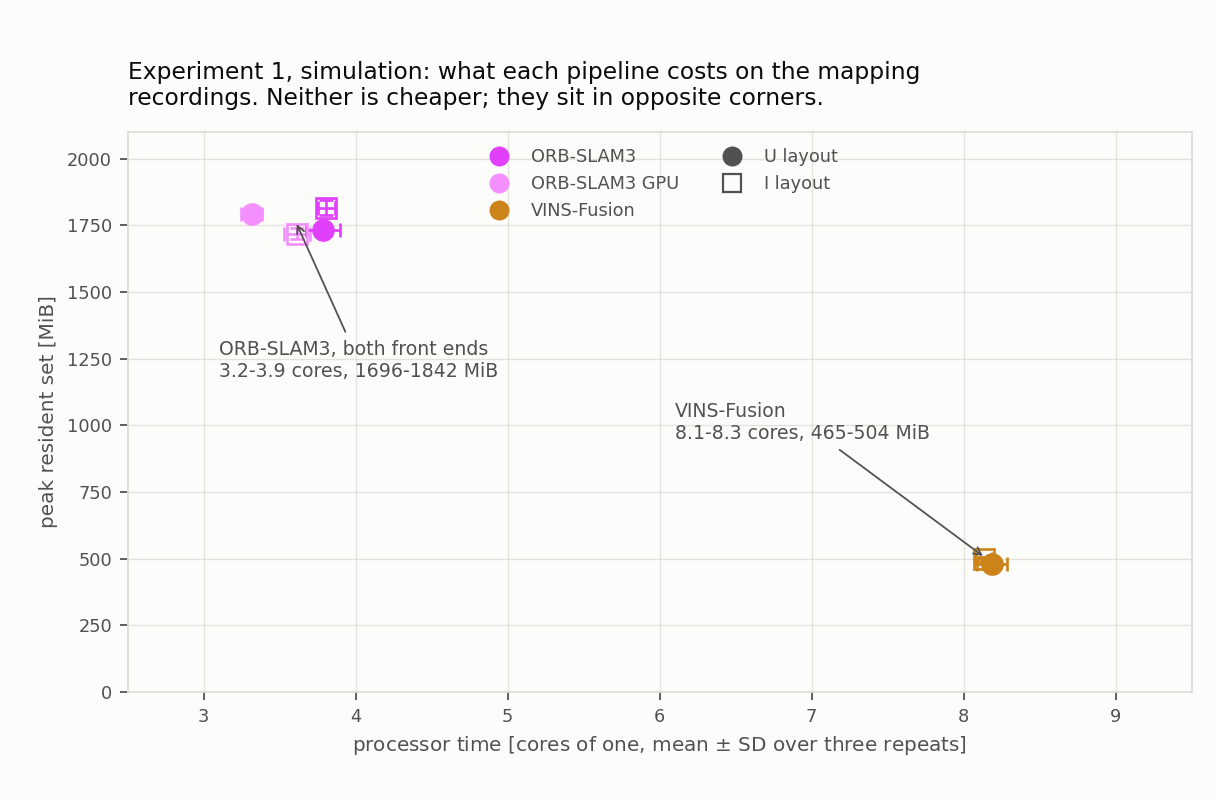 Experiment 1, simulation: what each pipeline costs on the mapping
recordings. Neither is cheaper; they sit in opposite corners.
ORB-SLAM3
ORB-SLAM3 GPU
VINS-Fusion
U layout
I layout
2000
1750
1500
1250
1000
750
500
250
0
peak resident set [MiB]
ORB-SLAM3, both front ends
3.2-3.9 cores, 1696-1842 MiB
VINS-Fusion
8.1-8.3 cores, 465-504 MiB
3
4
5
6
7
8
9
processor time [cores of one, mean ± SD over three repeats]